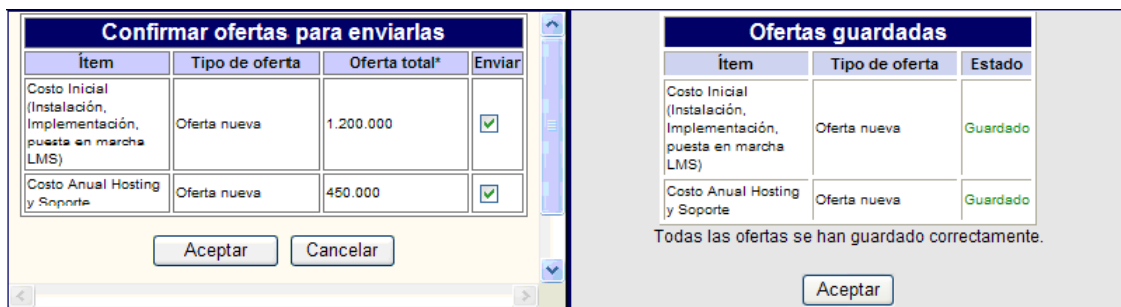 Confirmar ofertas para enviarlas
Ítem Tipo de oferta Oferta total* Enviar
Costo Inicial
(Instalación,
Implementación,
puesta en marcha
LMS)
Oferta nueva
1.200.000
Costo Anual Hosting
y Soporte
Oferta nueva
450.000
Aceptar Cancelar
Ofertas guardadas
Ítem Tipo de oferta Estado
Costo Inicial
(Instalación,
Implementación,
puesta en marcha
LMS)
Oferta nueva
Guardado
Costo Anual Hosting
y Soporte
Oferta nueva
Guardado
Todas las ofertas se han guardado correctamente.
Aceptar